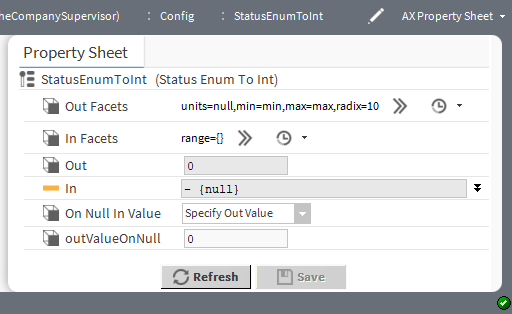 heCompanySupervisor) : Config : StatusEnumToInt AX Property Sheet
Property Sheet
StatusEnumToInt (Status Enum To Int)
Out Facets units=null,min=min,max=max,radix=10
In Facets range={}
Out 0
In - {null}
On Null In Value Specify Out Value
outValueOnNull 0
Refresh Save